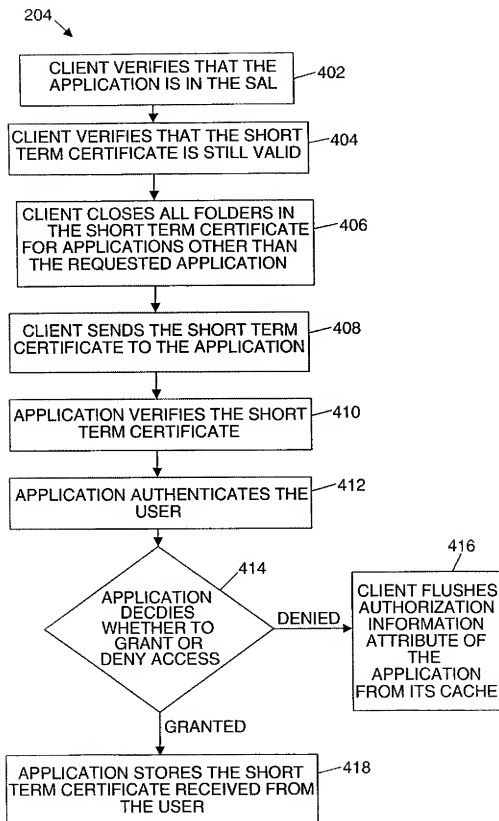 204
CLIENT VERIFIES THAT THE
APPLICATION IS IN THE SAL
402
CLIENT VERIFIES THAT THE SHORT
TERM CERTIFICATE IS STILL VALID
404
CLIENT CLOSES ALL FOLDERS IN
THE SHORT TERM CERTIFICATE
FOR APPLICATIONS OTHER THAN
THE REQUESTED APPLICATION
406
CLIENT SENDS THE SHORT TERM
CERTIFICATE TO THE APPLICATION
408
APPLICATION VERIFIES THE SHORT
TERM CERTIFICATE
410
APPLICATION AUTHENTICATES THE
USER
412
APPLICATION
DECDIES
WHETHER TO
GRANT OR
DENY ACCESS
414
DENIED
416
CLIENT FLUSHES
AUTHORIZATION
INFORMATION
ATTRIBUTE OF
THE
APPLICATION
FROM ITS CACHE
GRANTED
APPLICATION STORES THE SHORT
TERM CERTIFICATE RECEIVED FROM
THE USER
418